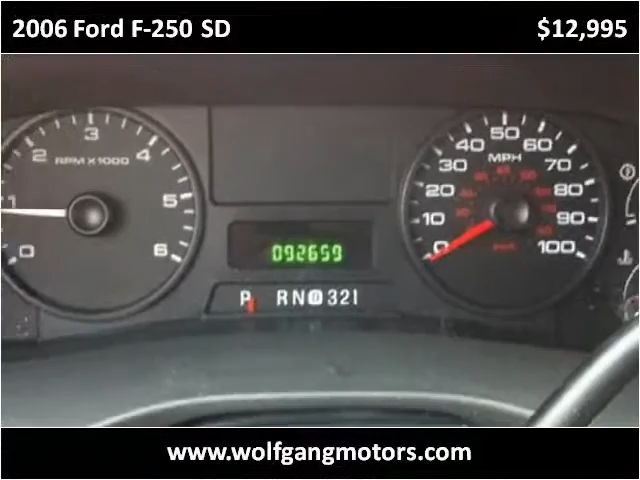 2006 Ford F-250 SD $12,995
0 1 2 3 4 5 6
RPM X 1000
0 10 20 30 40 50 60 70 80 90 100
MPH
092659
P R N D 3 2 1
www.wolfgangmotors.com